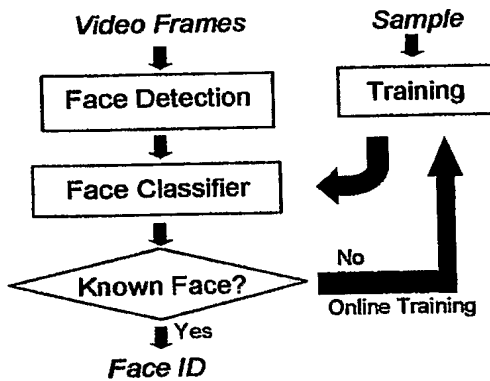 Video Frames
Sample
Face Detection
Training
Face Classifier
Known Face?
No
Online Training
Yes
Face ID